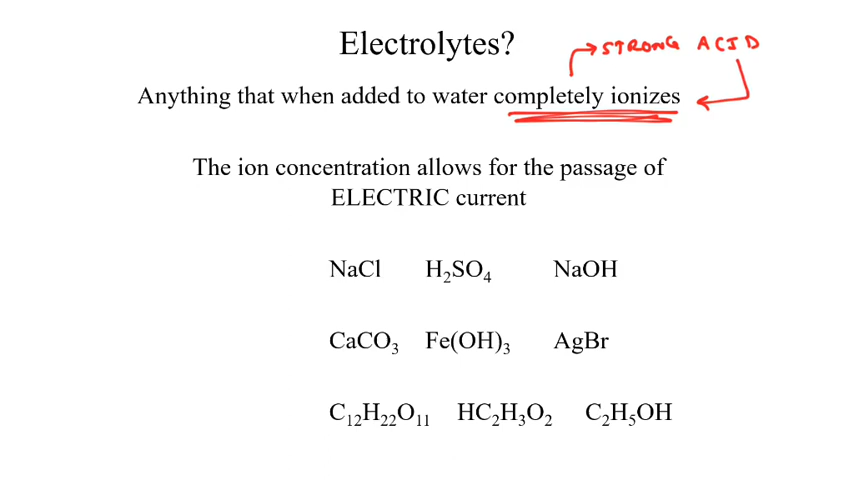 Electrolytes?
STRONG ACID
Anything that when added to water completely ionizes
The ion concentration allows for the passage of
ELECTRIC current
NaCl H₂SO₄ NaOH
CaCO₃ Fe(OH)₃ AgBr
C₁₂H₂₂O₁₁ HC₂H₃O₂ C₂H₅OH